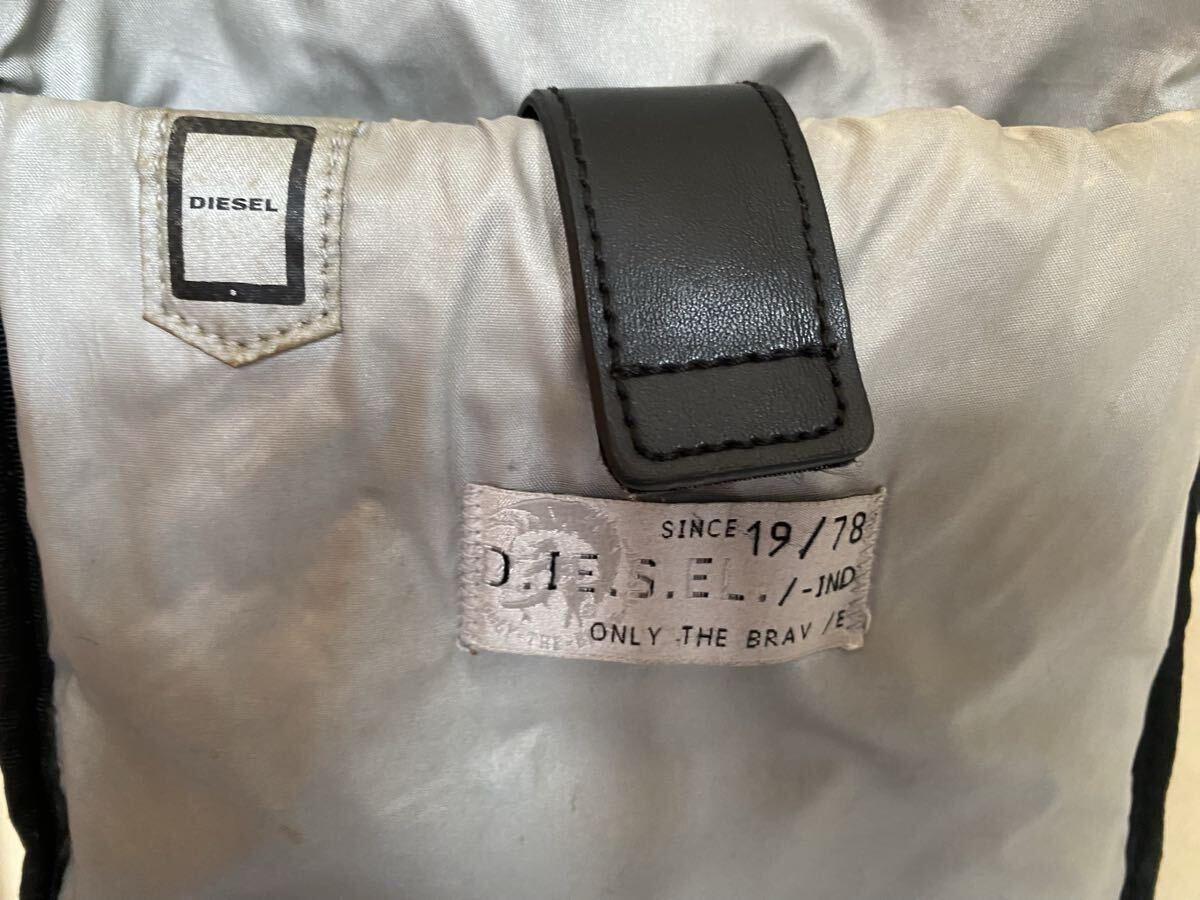 DIESEL
SINCE 19/78
D.IE.S.EL. /-IND
ONLY THE BRAV /E